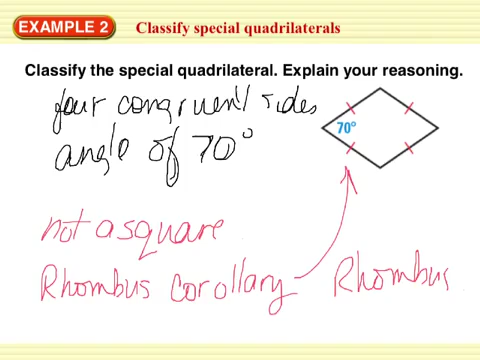 EXAMPLE 2 Classify special quadrilaterals
Classify the special quadrilateral. Explain your reasoning.
four congruent sides
angle of 70°
70°
not a square
Rhombus corollary Rhombus